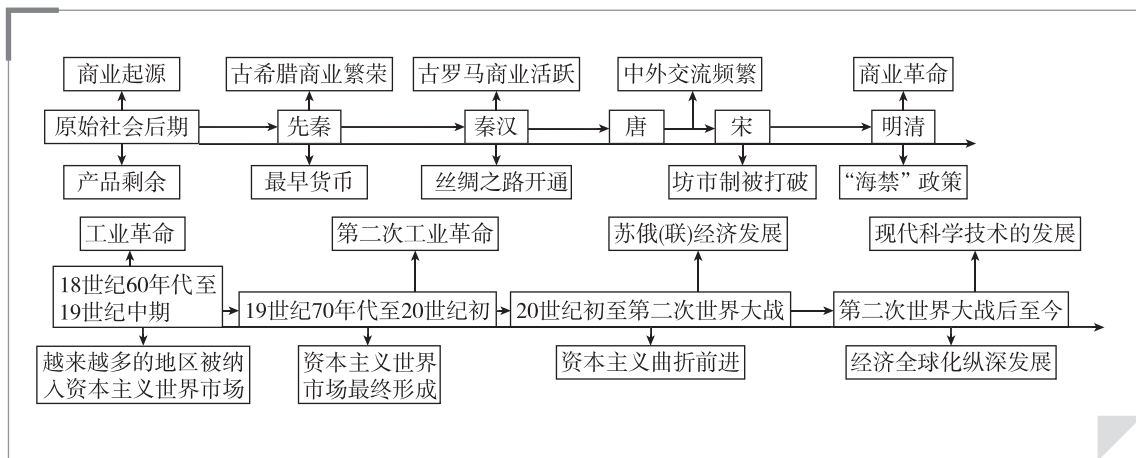 商业起源
古希腊商业繁荣
古罗马商业活跃
中外交流频繁
商业革命
原始社会后期
先秦
秦汉
唐
宋
明清
产品剩余
最早货币
丝绸之路开通
坊市制被打破
“海禁”政策
工业革命
第二次工业革命
苏俄(联)经济发展
现代科学技术的发展
18世纪60年代至
19世纪中期
19世纪70年代至20世纪初
20世纪初至第二次世界大战
第二次世界大战后至今
越来越多的地区被纳
入资本主义世界市场
资本主义世界
市场最终形成
资本主义曲折前进
经济全球化纵深发展